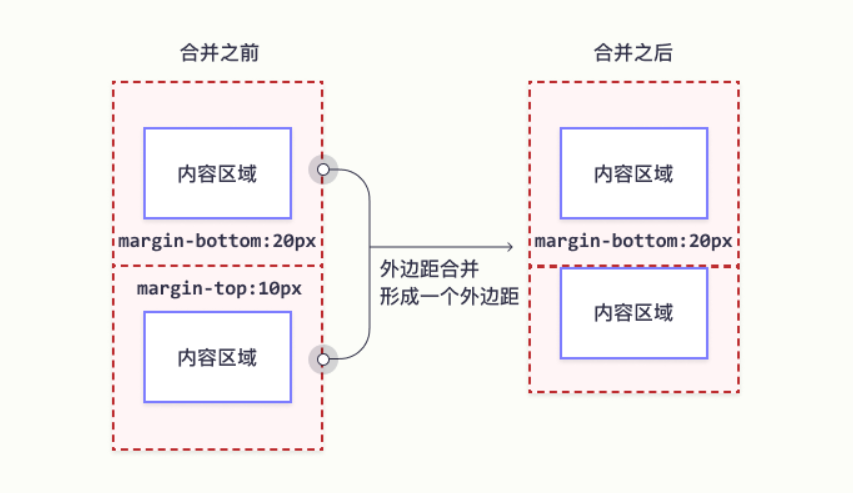 合并之前
合并之后
内容区域
内容区域
margin-bottom:20px
margin-bottom:20px
外边距合并
形成一个外边距
margin-top:10px
内容区域
内容区域